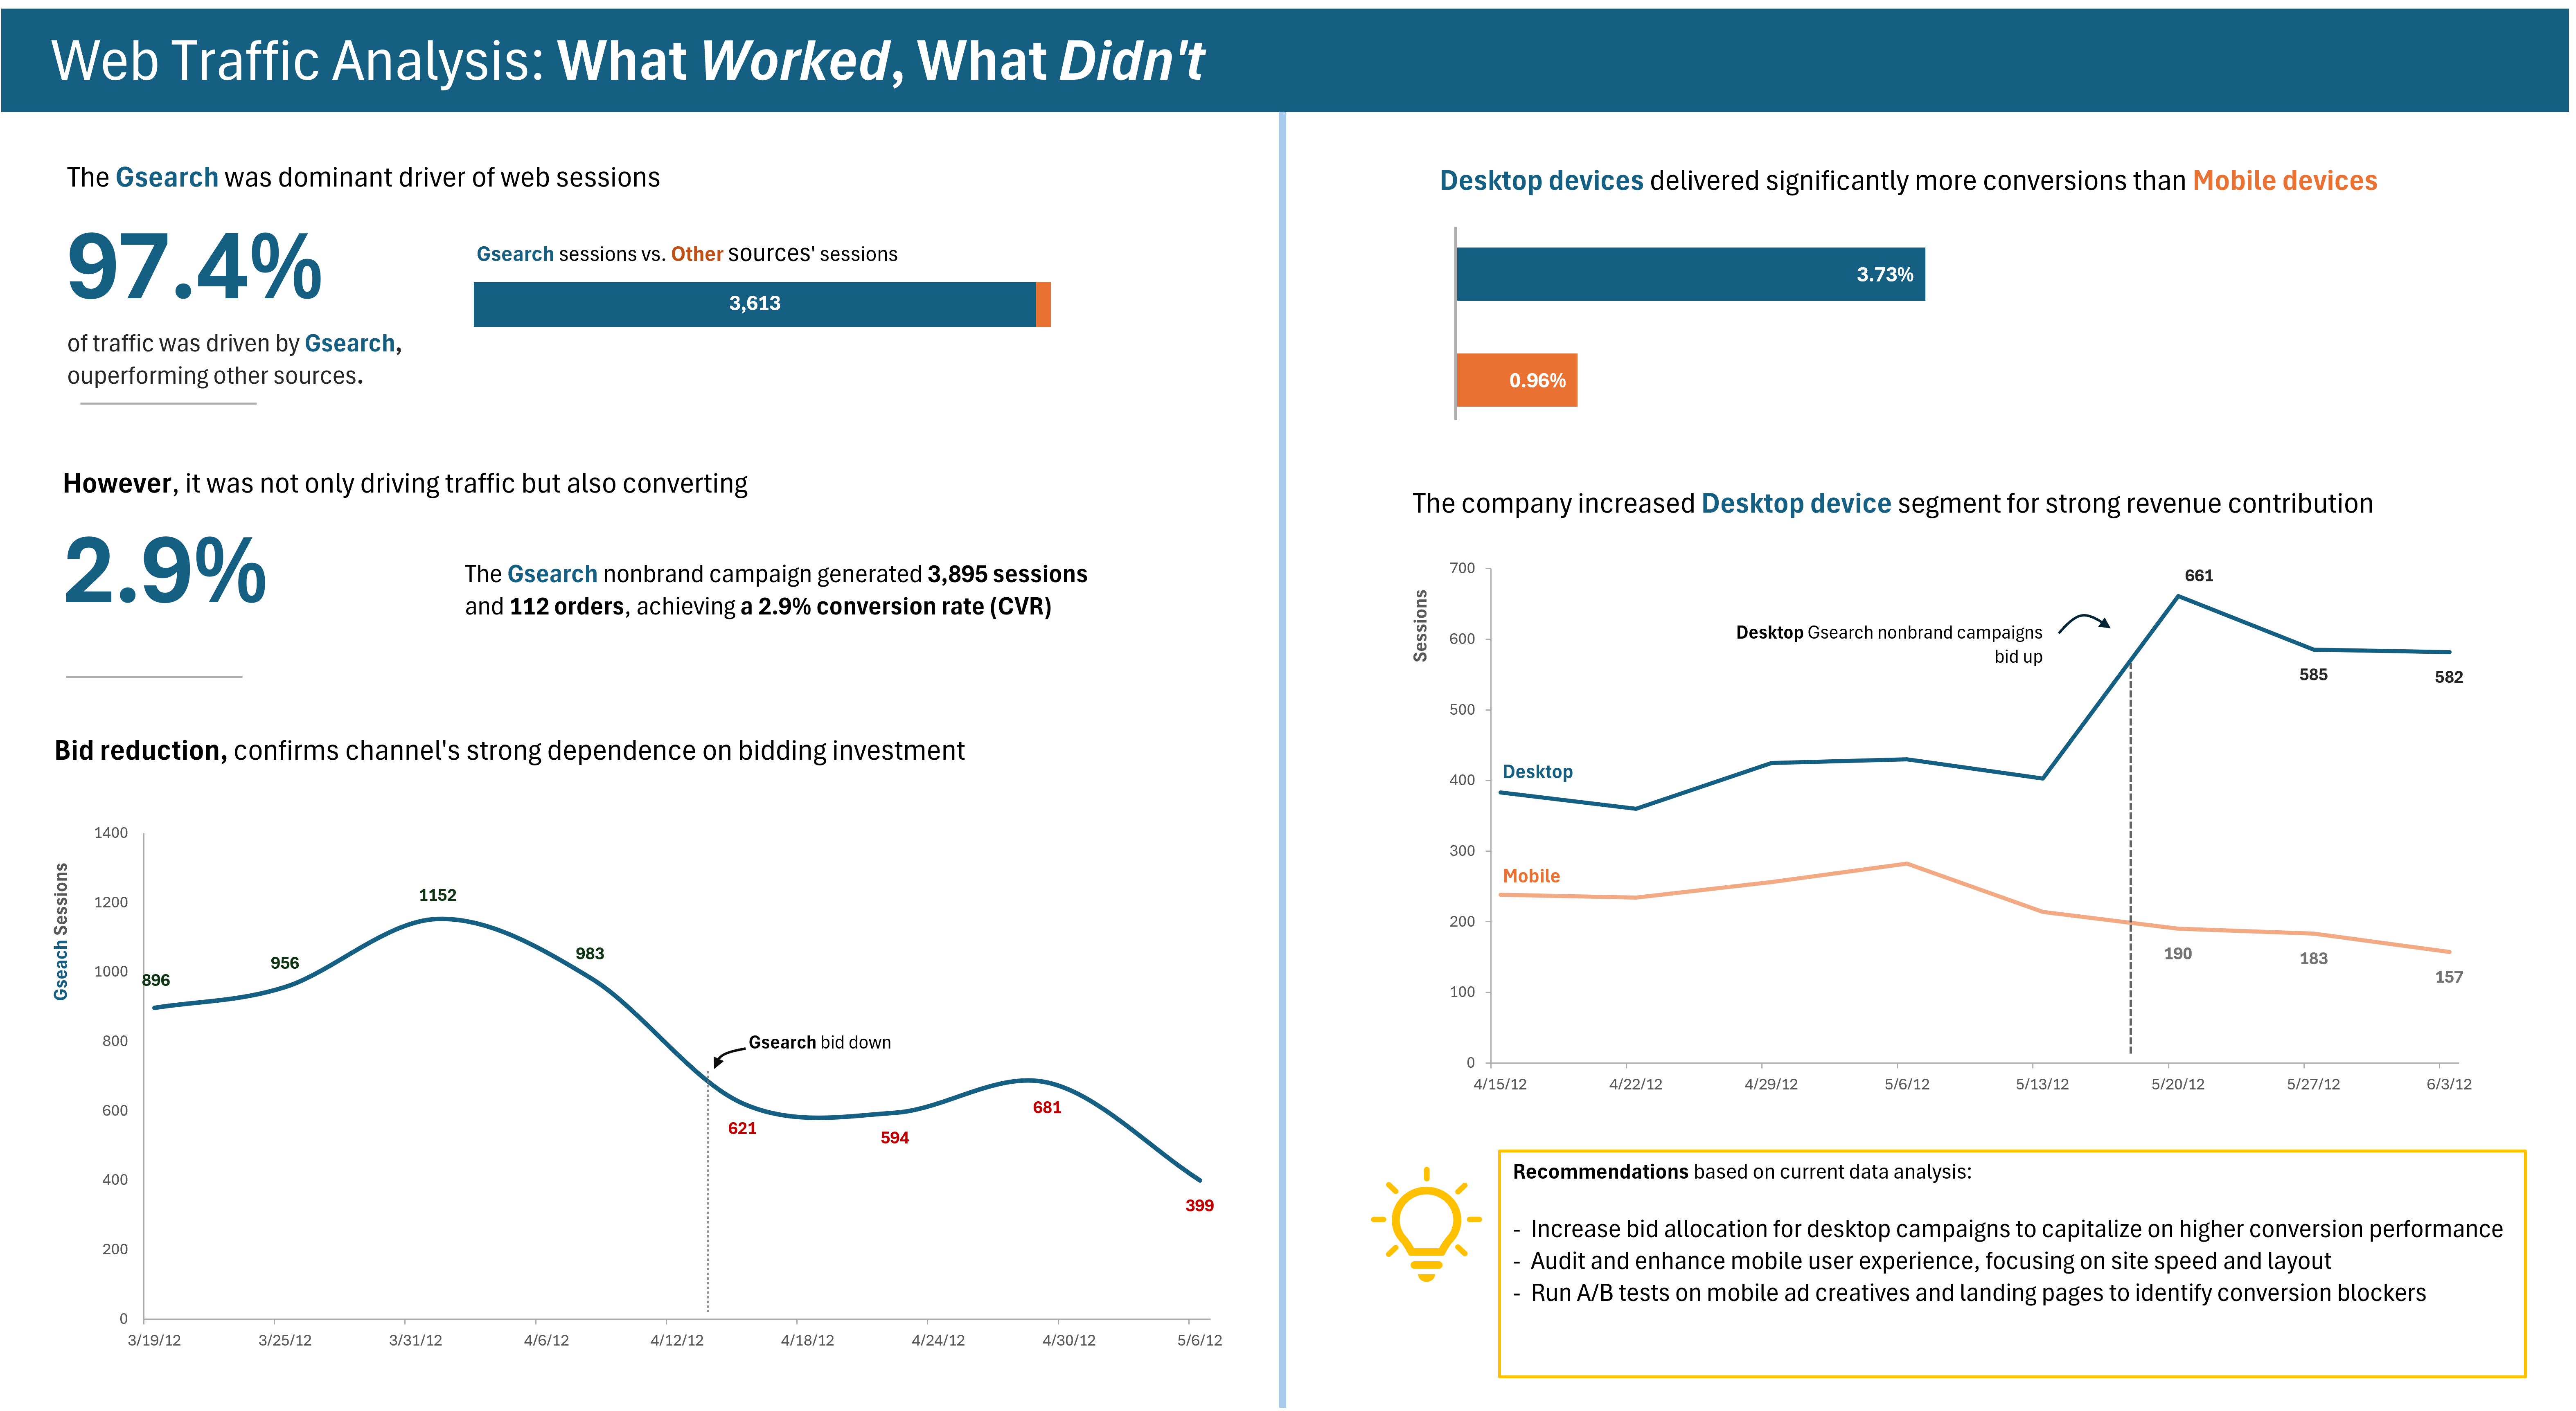 Web Traffic Analysis: What Worked, What Didn't
The Gsearch was dominant driver of web sessions
97.4%
of traffic was driven by Gsearch,
ouperforming other sources.
Gsearch sessions vs. Other sources' sessions
3,613
However, it was not only driving traffic but also converting
2.9%
The Gsearch nonbrand campaign generated 3,895 sessions
and 112 orders, achieving a 2.9% conversion rate (CVR)
Bid reduction, confirms channel's strong dependence on bidding investment
Gseach Sessions
1400
1200
1000
800
600
400
200
0
896
956
1152
983
Gsearch bid down
621
594
681
399
3/19/12 3/25/12 3/31/12 4/6/12 4/12/12 4/18/12 4/24/12 4/30/12 5/6/12
Desktop devices delivered significantly more conversions than Mobile devices
3.73%
0.96%
The company increased Desktop device segment for strong revenue contribution
Sessions
700
600
500
400
300
200
100
0
661
Desktop Gsearch nonbrand campaigns
bid up
585
582
Desktop
Mobile
190
183
157
4/15/12 4/22/12 4/29/12 5/6/12 5/13/12 5/20/12 5/27/12 6/3/12
Recommendations based on current data analysis:
- Increase bid allocation for desktop campaigns to capitalize on higher conversion performance
- Audit and enhance mobile user experience, focusing on site speed and layout
- Run A/B tests on mobile ad creatives and landing pages to identify conversion blockers